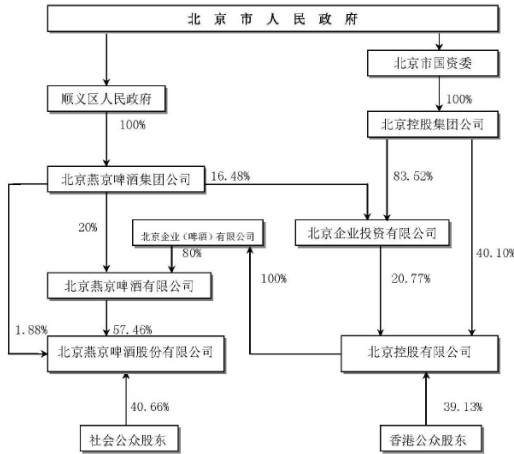 北京市人民政府
北京市国资委
顺义区人民政府
100%
北京控股集团公司
100%
北京燕京啤酒集团公司
16.48%
83.52%
20%
北京企业（啤酒）有限公司
北京企业投资有限公司
80%
40.10%
北京燕京啤酒有限公司
100%
20.77%
1.88%
57.46%
北京燕京啤酒股份有限公司
北京控股有限公司
40.66%
39.13%
社会公众股东
香港公众股东